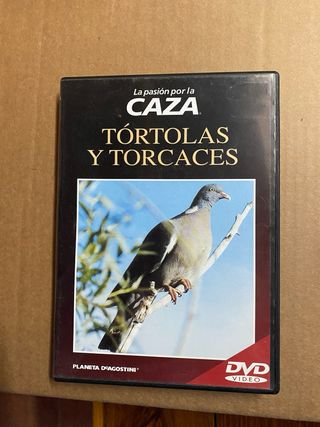 La pasión por la
CAZA
TÓRTOLAS
Y TORCACES
PLANETA DEAGOSTINI
DVD
VIDEO